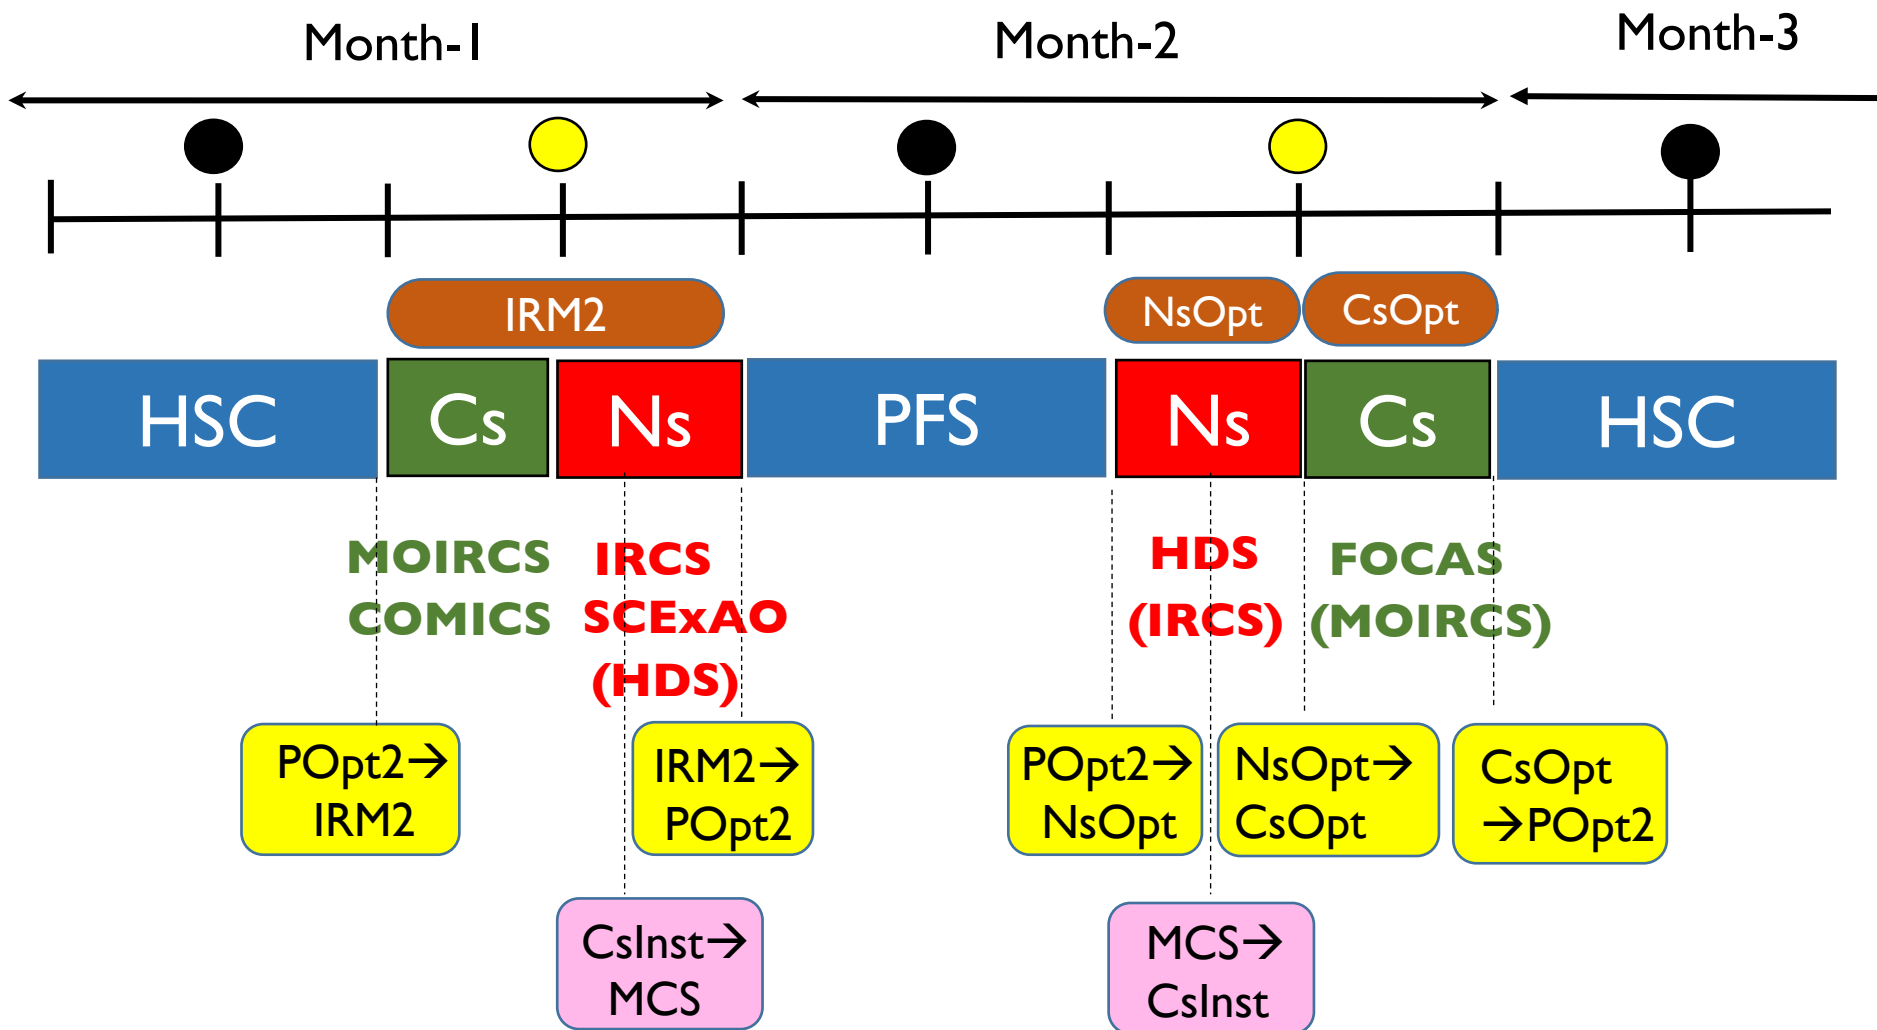 Month-1
Month-2
Month-3
IRM2
NsOpt
CsOpt
HSC
Cs
Ns
PFS
Ns
Cs
HSC
MOIRCS
COMICS
IRCS
SCExAO
(HDS)
HDS
(IRCS)
FOCAS
(MOIRCS)
POpt2→
IRM2
IRM2→
POpt2
POpt2→
NsOpt
NsOpt→
CsOpt
CsOpt
→POpt2
CsInst→
MCS
MCS→
CsInst